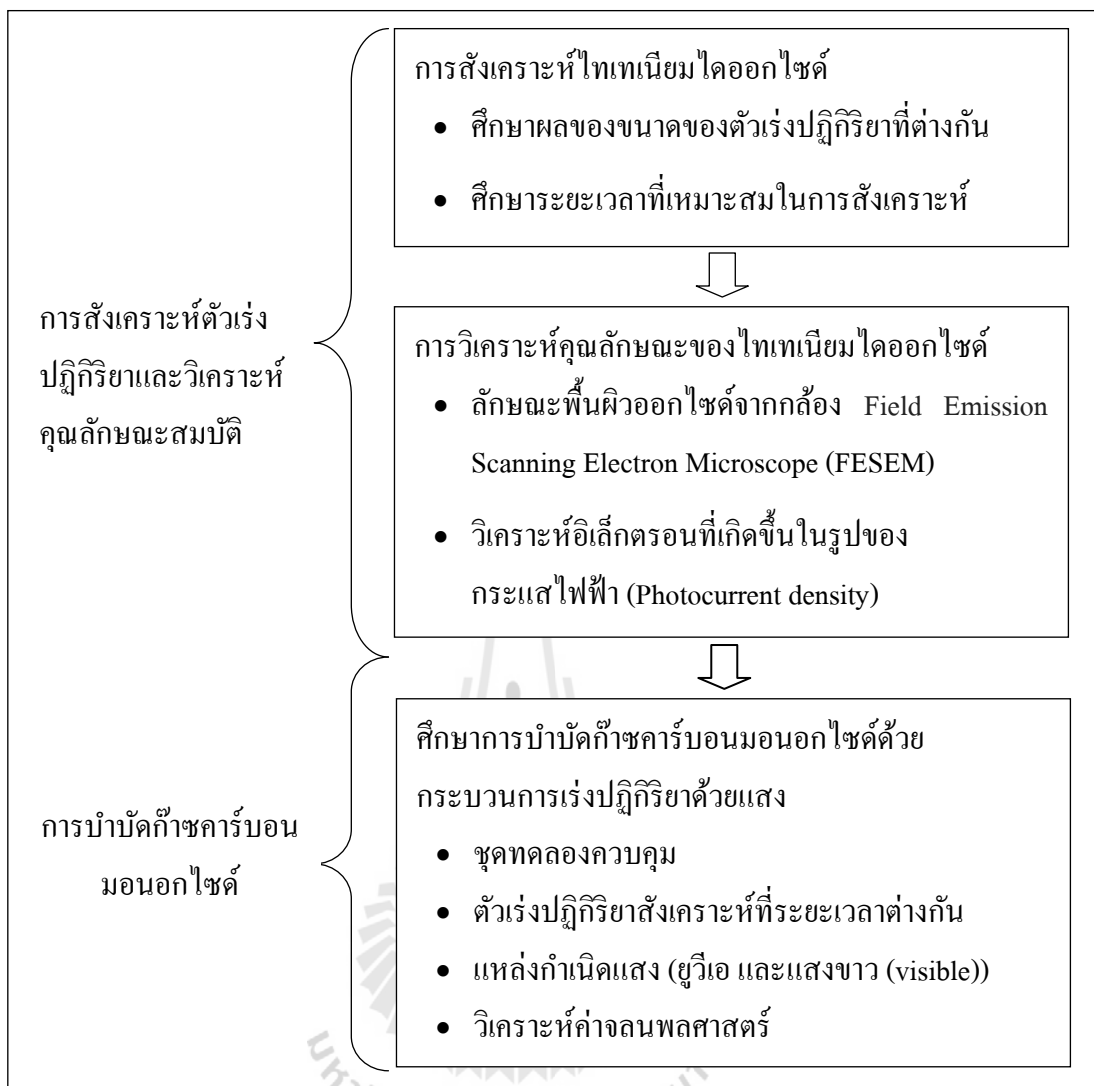 การสังเคราะห์ไทเทเนียมไดออกไซด์
• ศึกษาผลของขนาดของตัวเร่งปฏิกิริยาที่ต่างกัน
• ศึกษาระยะเวลาที่เหมาะสมในการสังเคราะห์
การสังเคราะห์ตัวเร่ง
ปฏิกิริยาและวิเคราะห์
คุณลักษณะสมบัติ
การวิเคราะห์คุณลักษณะของไทเทเนียมไดออกไซด์
• ลักษณะพื้นผิวออกไซด์จากกล้อง Field Emission
Scanning Electron Microscope (FESEM)
• วิเคราะห์อิเล็กตรอนที่เกิดขึ้นในรูปของ
กระแสไฟฟ้า (Photocurrent density)
การบำบัดก๊าซคาร์บอน
มอนอกไซด์
ศึกษาการบำบัดก๊าซคาร์บอนมอนอกไซด์ด้วย
กระบวนการเร่งปฏิกิริยาด้วยแสง
• ชุดทดลองควบคุม
• ตัวเร่งปฏิกิริยาสังเคราะห์ที่ระยะเวลาต่างกัน
• แหล่งกำเนิดแสง (ยูวีเอ และแสงขาว (visible))
• วิเคราะห์ค่าจลนพลศาสตร์